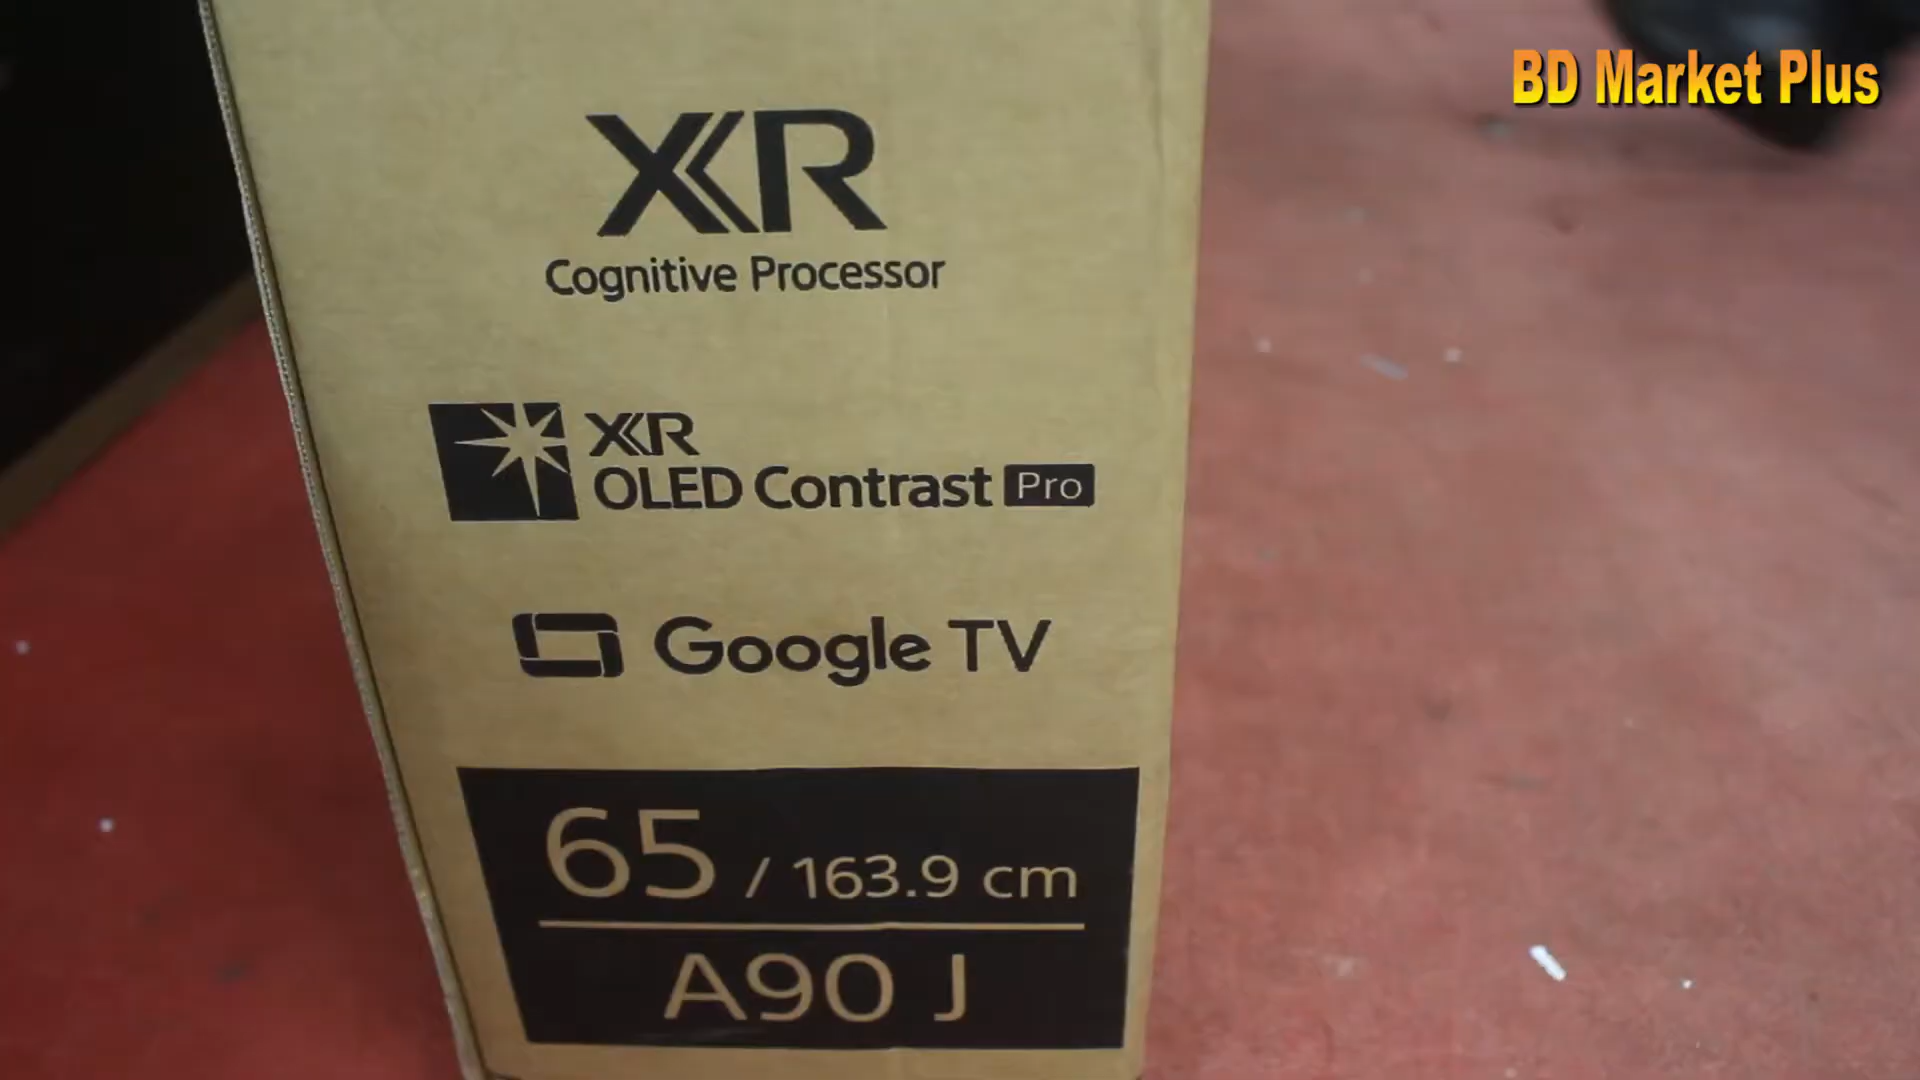 BD Market Plus
XR
Cognitive Processor
XR
OLED Contrast Pro
Google TV
65 / 163.9 cm
A90 J